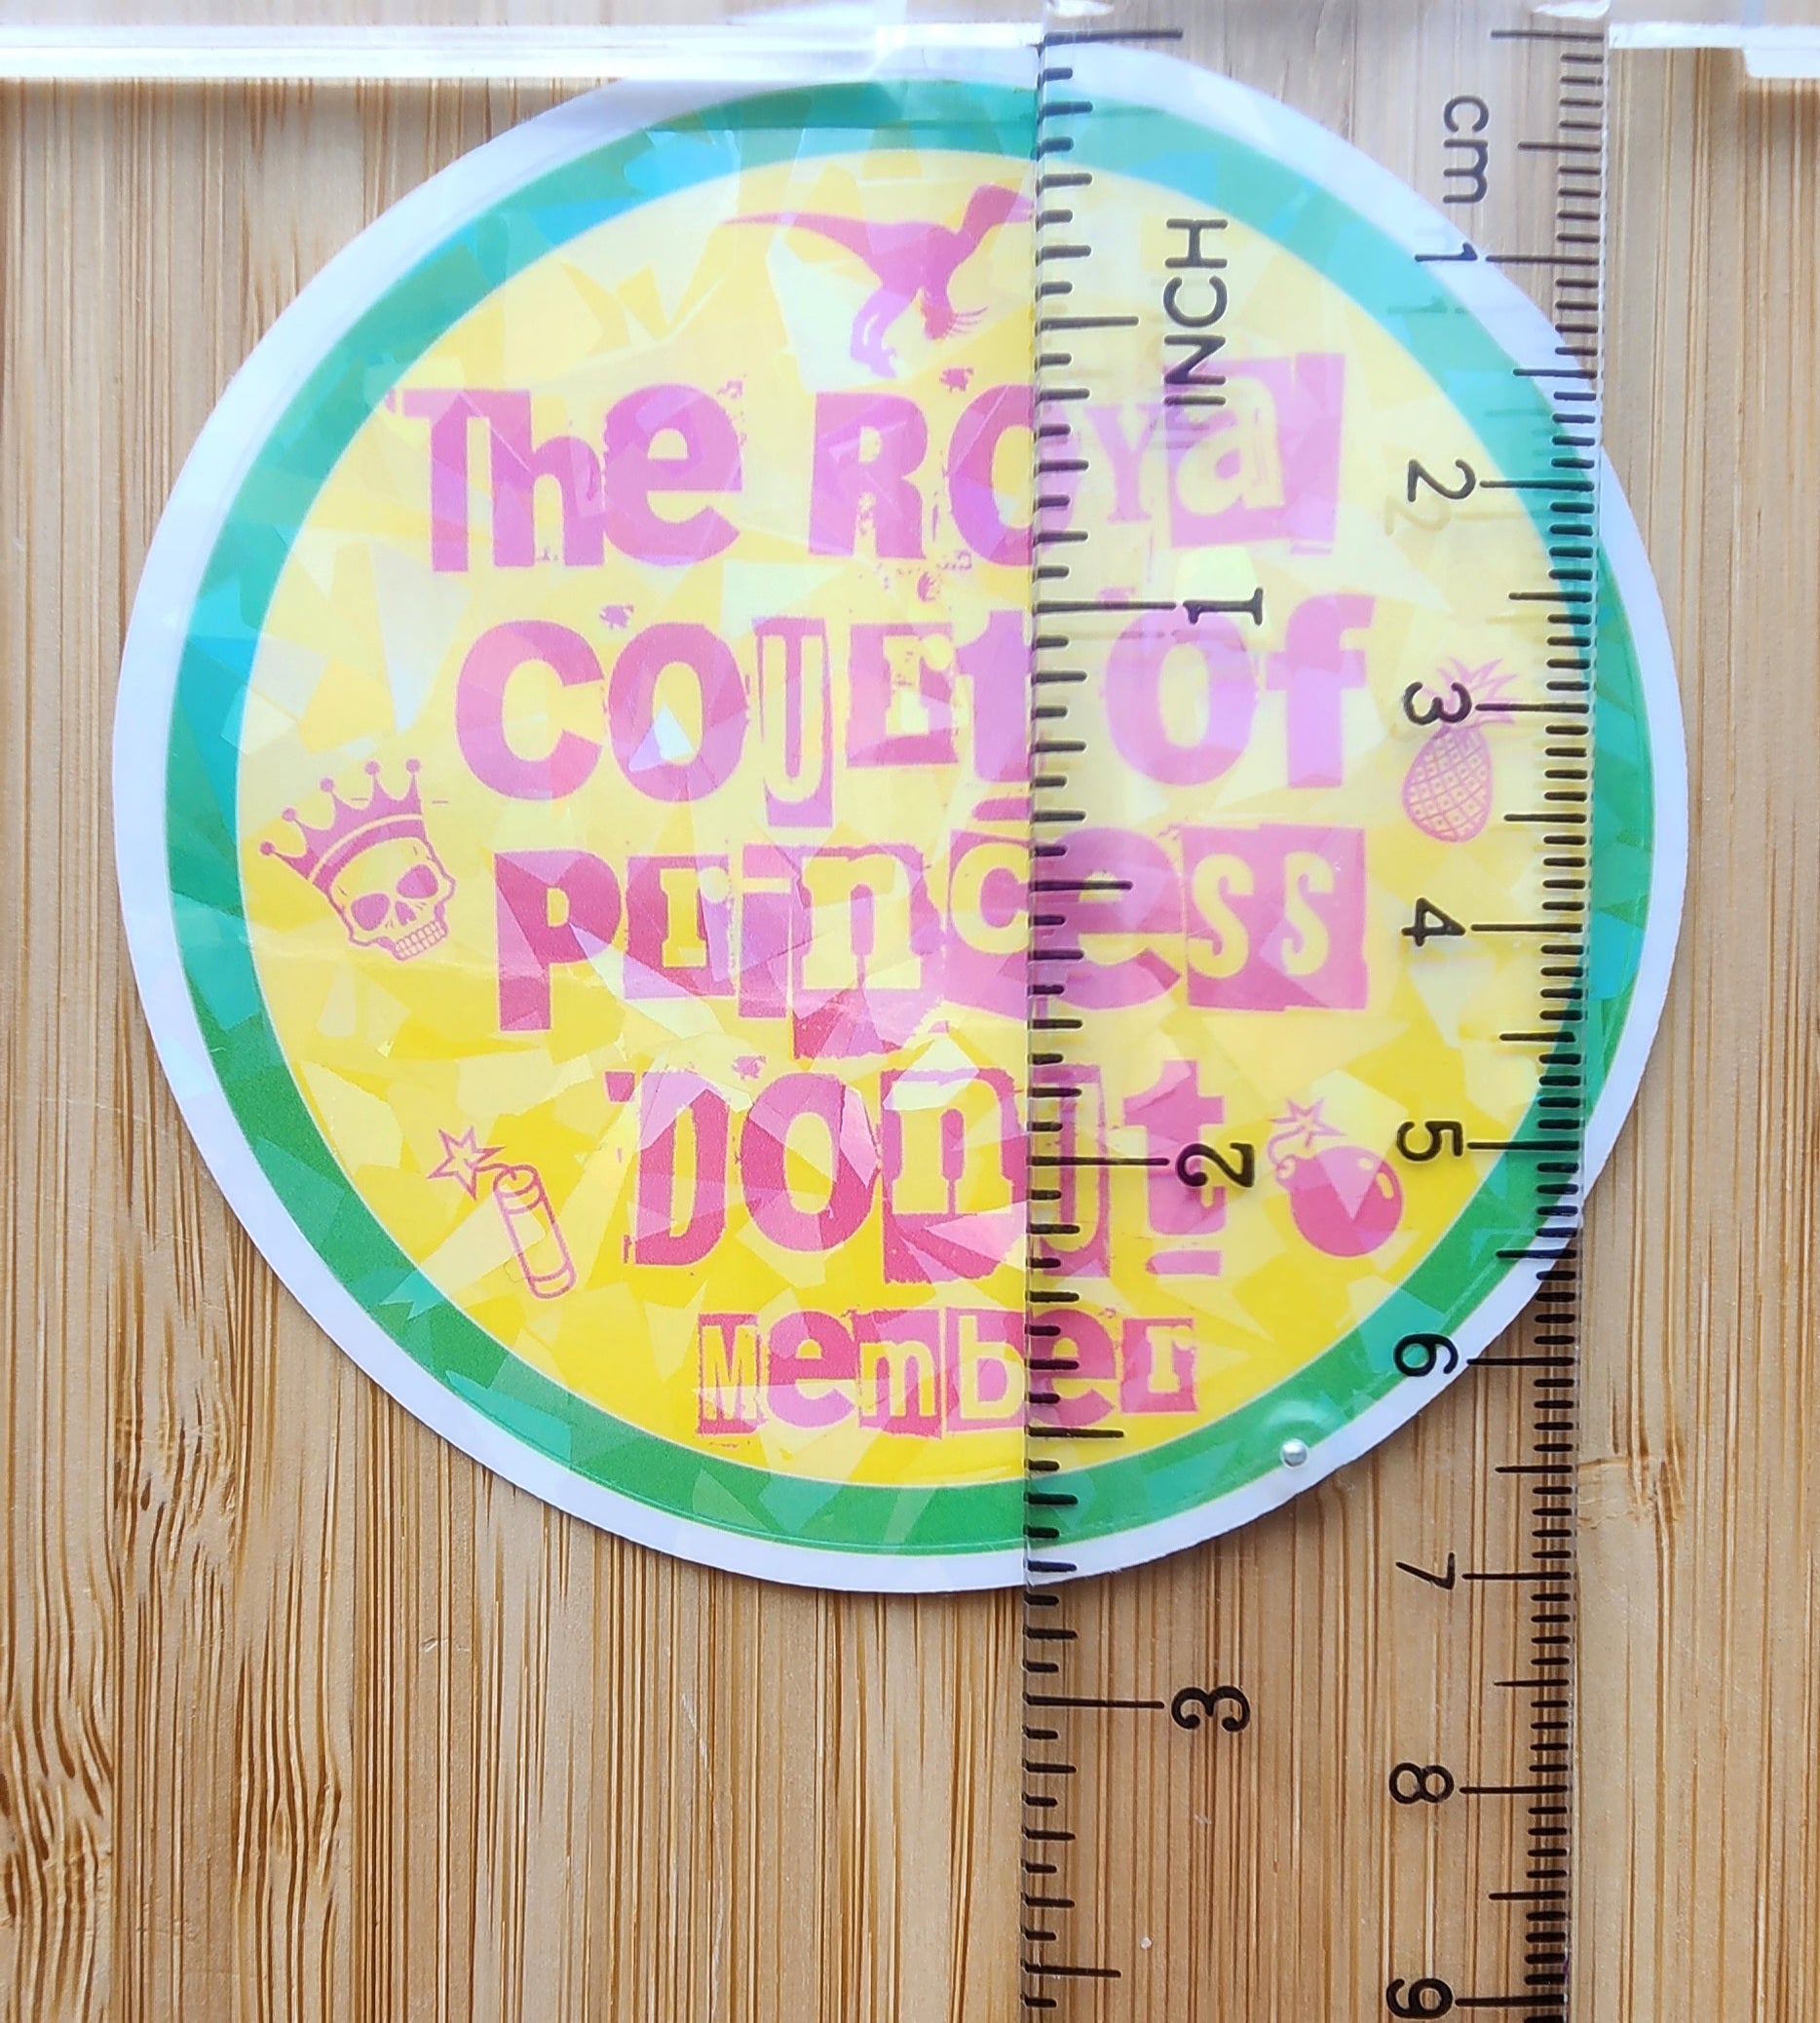 The Royal
Court of
Princess
Donut
Member
INCH
1
2
3
cm
1
2
3
4
5
6
7
8
9